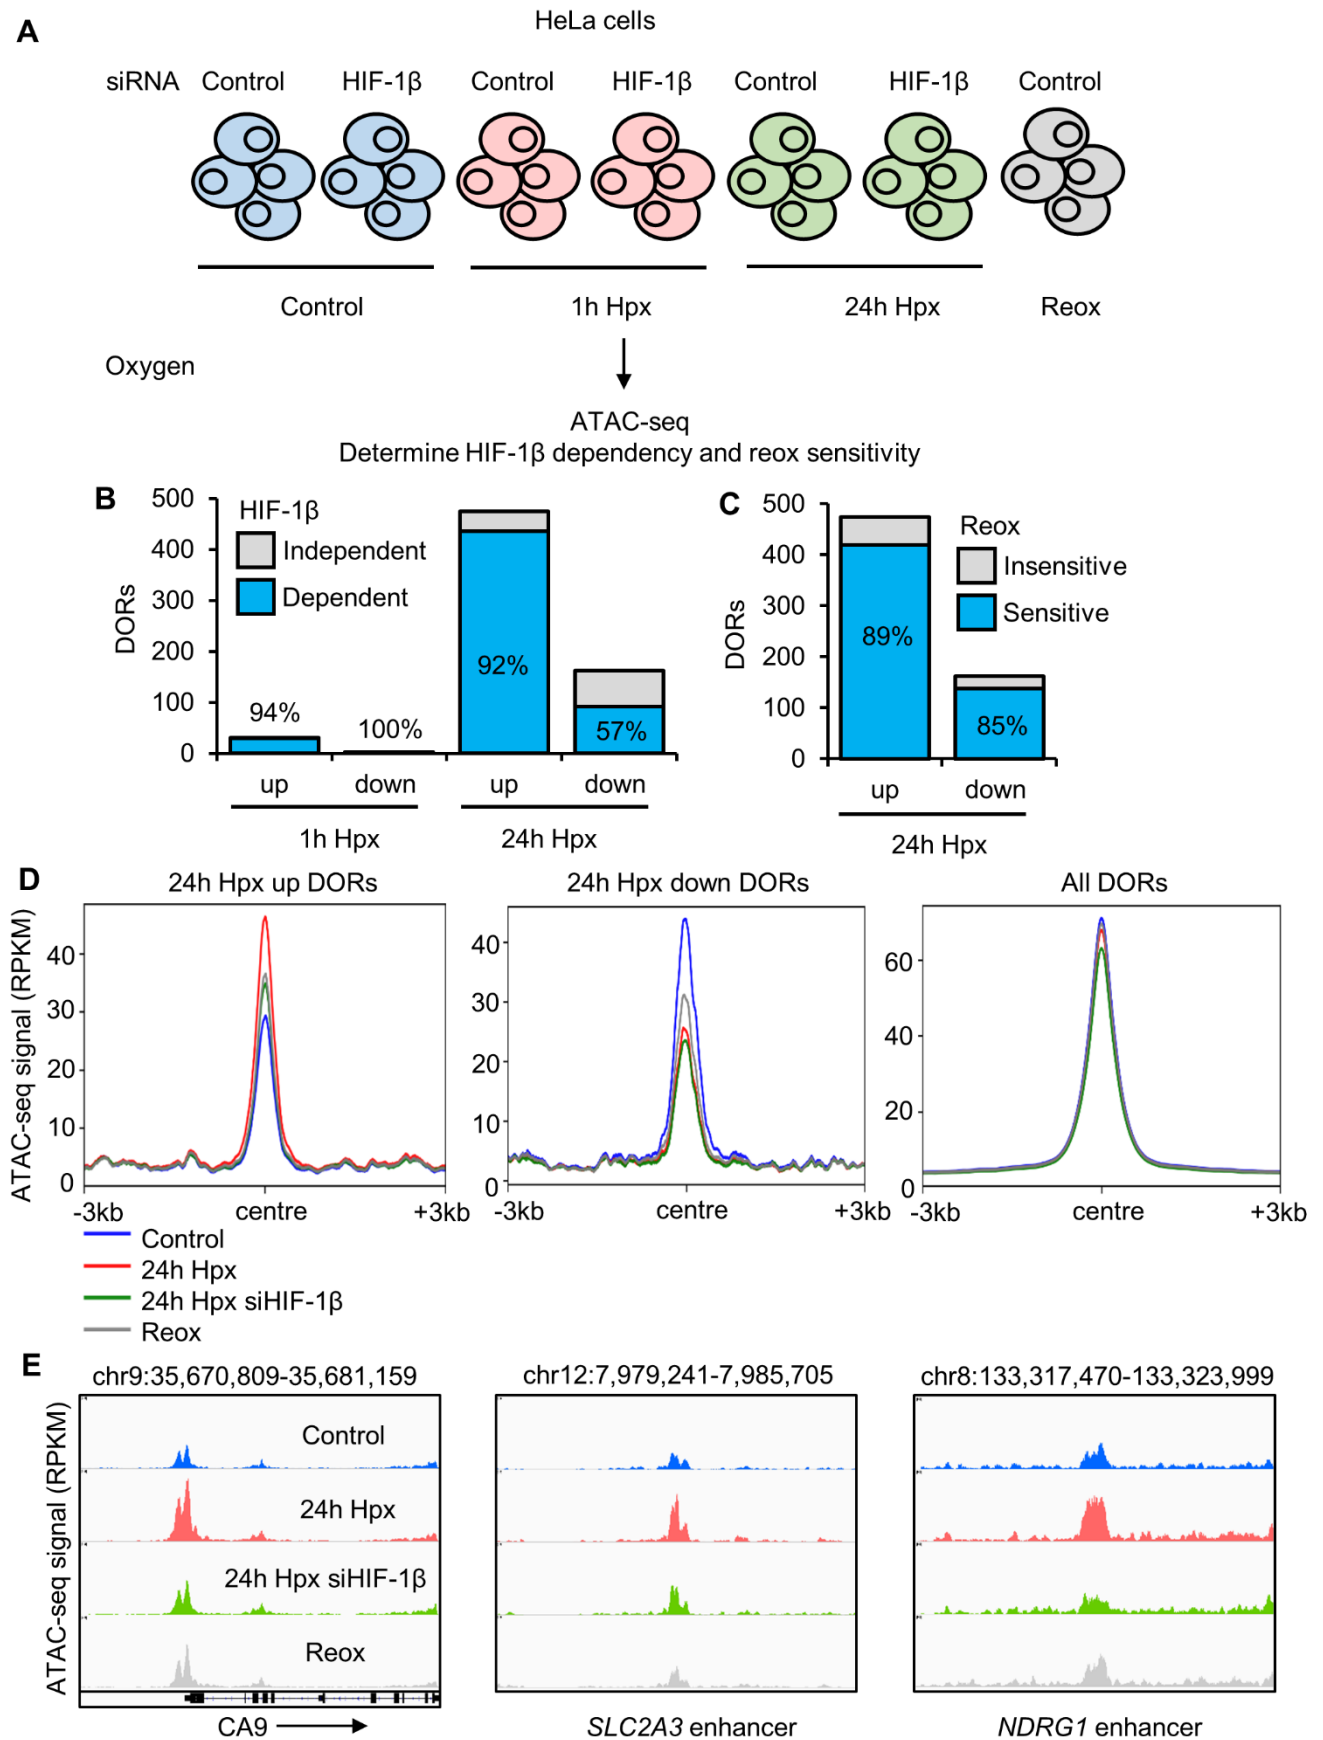 A
HeLa cells
siRNA Control HIF-1β Control HIF-1β Control HIF-1β Control
Control 1h Hpx 24h Hpx Reox
Oxygen
ATAC-seq
Determine HIF-1β dependency and reox sensitivity
B
DORs
500
400
300
200
100
0
HIF-1β
Independent
Dependent
94%
100%
92%
57%
up down up down
1h Hpx 24h Hpx
C
DORs
500
400
300
200
100
0
Reox
Insensitive
Sensitive
89%
85%
up down
24h Hpx
D
ATAC-seq signal (RPKM)
24h Hpx up DORs
40
30
20
10
0
-3kb centre +3kb
24h Hpx down DORs
40
30
20
10
0
-3kb centre +3kb
All DORs
60
40
20
0
-3kb centre +3kb
Control
24h Hpx
24h Hpx siHIF-1β
Reox
E
ATAC-seq signal (RPKM)
chr9:35,670,809-35,681,159
Control
24h Hpx
24h Hpx siHIF-1β
Reox
CA9
chr12:7,979,241-7,985,705
SLC2A3 enhancer
chr8:133,317,470-133,323,999
NDRG1 enhancer